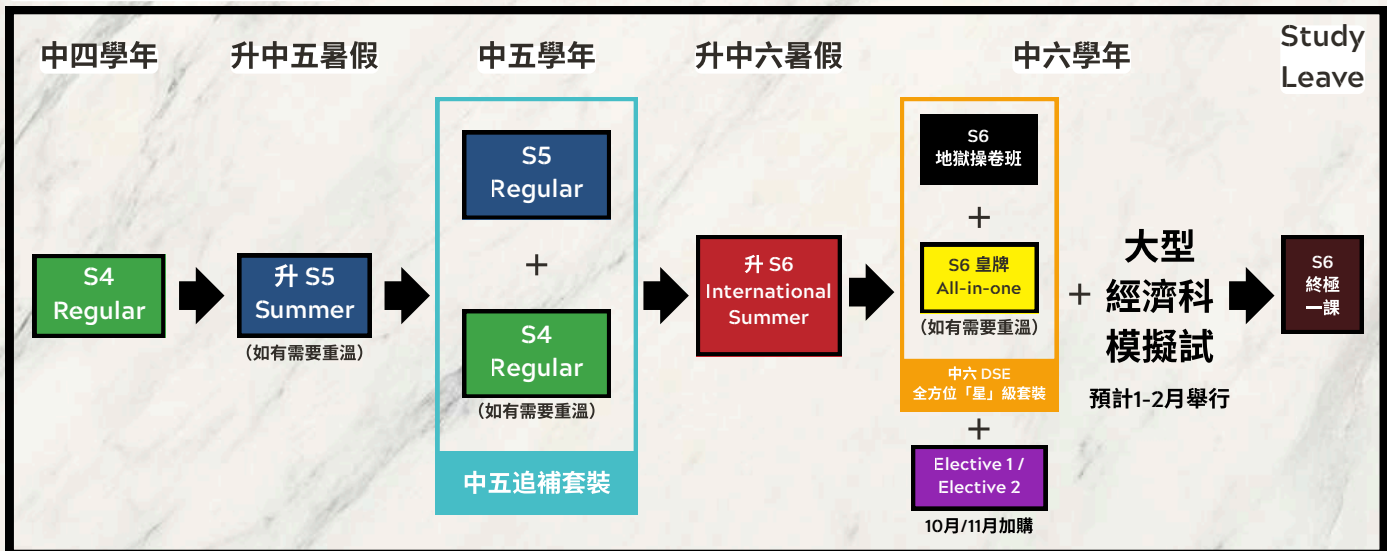 中四學年
升中五暑假
中五學年
升中六暑假
中六學年
Study
Leave
S4
Regular
升 S5
Summer
(如有需要重溫)
S5
Regular
+
S4
Regular
(如有需要重溫)
中五追補套裝
升 S6
International
Summer
S6
地獄操卷班
+
S6 皇牌
All-in-one
(如有需要重溫)
中六 DSE
全方位「星」級套裝
+
Elective 1 /
Elective 2
10月/11月加購
+
大型
經濟科
模擬試
預計1-2月舉行
S6
終極
一課